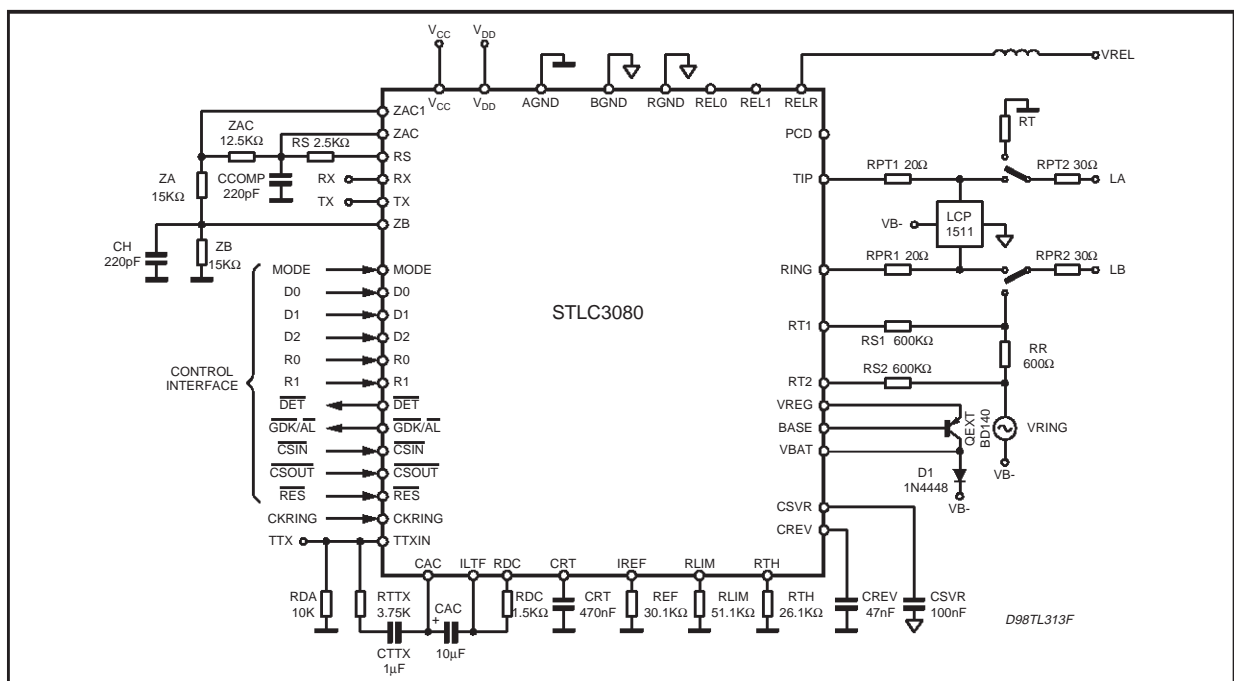 VCC
VDD
VREL
VCC
VDD
AGND
BGND
RGND
REL0
REL1
RELR
ZAC1
ZAC
RS
RX
TX
ZB
ZAC
12.5KΩ
RS 2.5KΩ
RX
TX
ZA
15KΩ
CCOMP
220pF
CH
220pF
ZB
15KΩ
PCD
TIP
RT
RPT1 20Ω
RPT2 30Ω
LA
VB-
LCP
1511
RING
RPR1 20Ω
RPR2 30Ω
LB
STLC3080
CONTROL
INTERFACE
MODE
MODE
D0
D0
D1
D1
D2
D2
R0
R0
R1
R1
DET
DET
GDK/AL
GDK/AL
CSIN
CSIN
CSOUT
CSOUT
RES
RES
CKRING
CKRING
TTX
TTXIN
RT1
RS1 600KΩ
RR
600Ω
RT2
RS2 600KΩ
VREG
BASE
VBAT
QEXT
BD140
VRING
VB-
D1
1N4448
VB-
CSVR
CREV
CAC
ILTF
RDC
CRT
IREF
RLIM
RTH
RDA
10K
RTTX
3.75K
CTTX
1µF
CAC
+
10µF
RDC
1.5KΩ
CRT
470nF
REF
30.1KΩ
RLIM
51.1KΩ
RTH
26.1KΩ
CREV
47nF
CSVR
100nF
D98TL313F